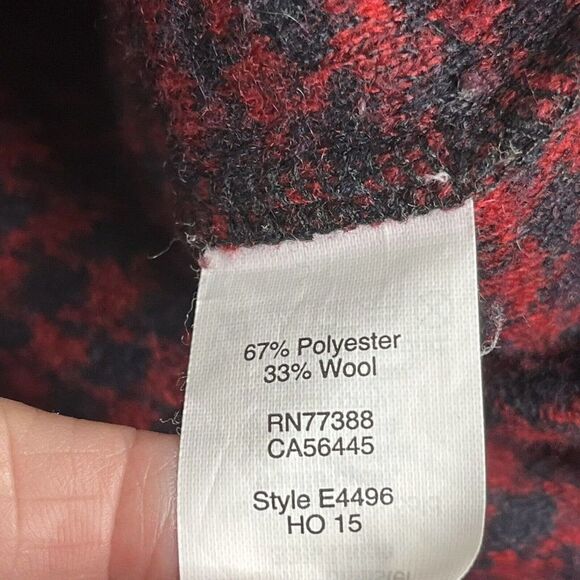 67% Polyester
33% Wool
RN77388
CA56445
Style E4496
HO 15